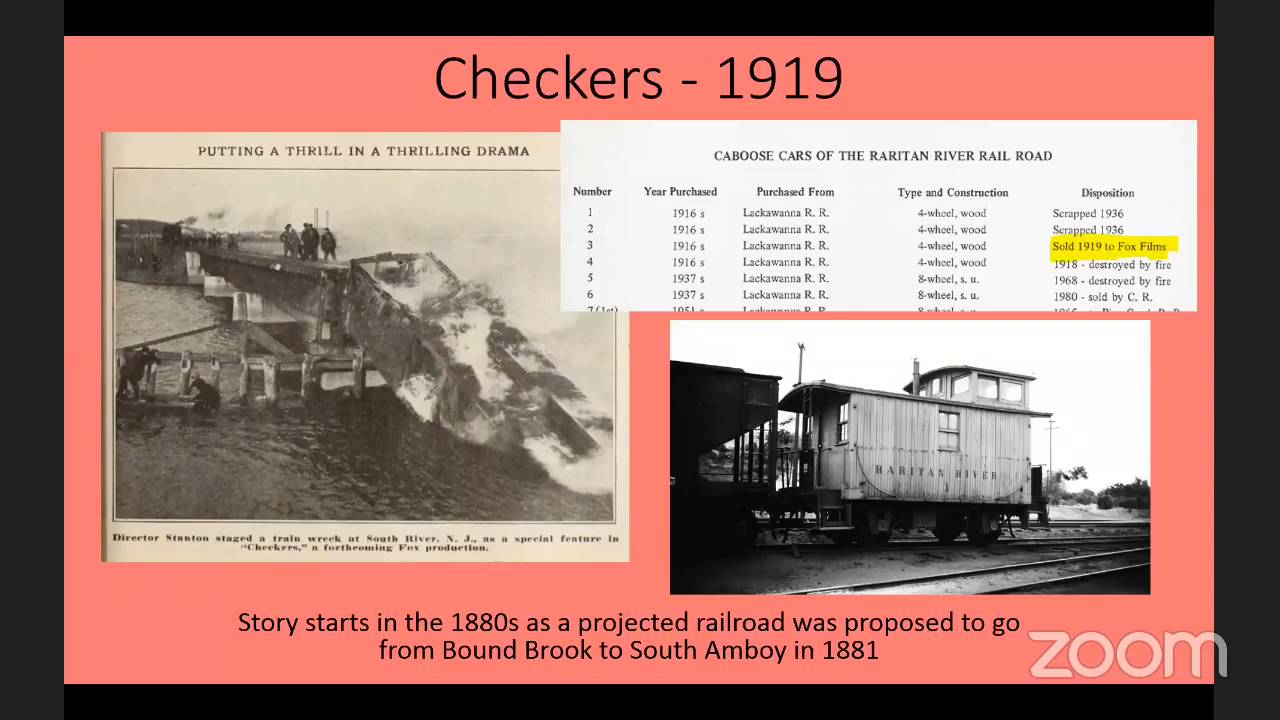 Checkers - 1919
PUTTING A THRILL IN A THRILLING DRAMA
Director Stanton staged a train wreck at South River, N. J., as a special feature in
"Checkers," a forthcoming Fox production.
CABOOSE CARS OF THE RARITAN RIVER RAIL ROAD
Number Year Purchased Purchased From Type and Construction Disposition
1 1916 s Lackawanna R. R. 4-wheel, wood Scrapped 1936
2 1916 s Lackawanna R. R. 4-wheel, wood Scrapped 1936
3 1916 s Lackawanna R. R. 4-wheel, wood Sold 1919 to Fox Films
4 1916 s Lackawanna R. R. 4-wheel, wood 1918 - destroyed by fire
5 1937 s Lackawanna R. R. 8-wheel, s. u. 1968 - destroyed by fire
6 1937 s Lackawanna R. R. 8-wheel, s. u. 1980 - sold by C. R.
RARITAN RIVER
1
Story starts in the 1880s as a projected railroad was proposed to go
from Bound Brook to South Amboy in 1881
zoom